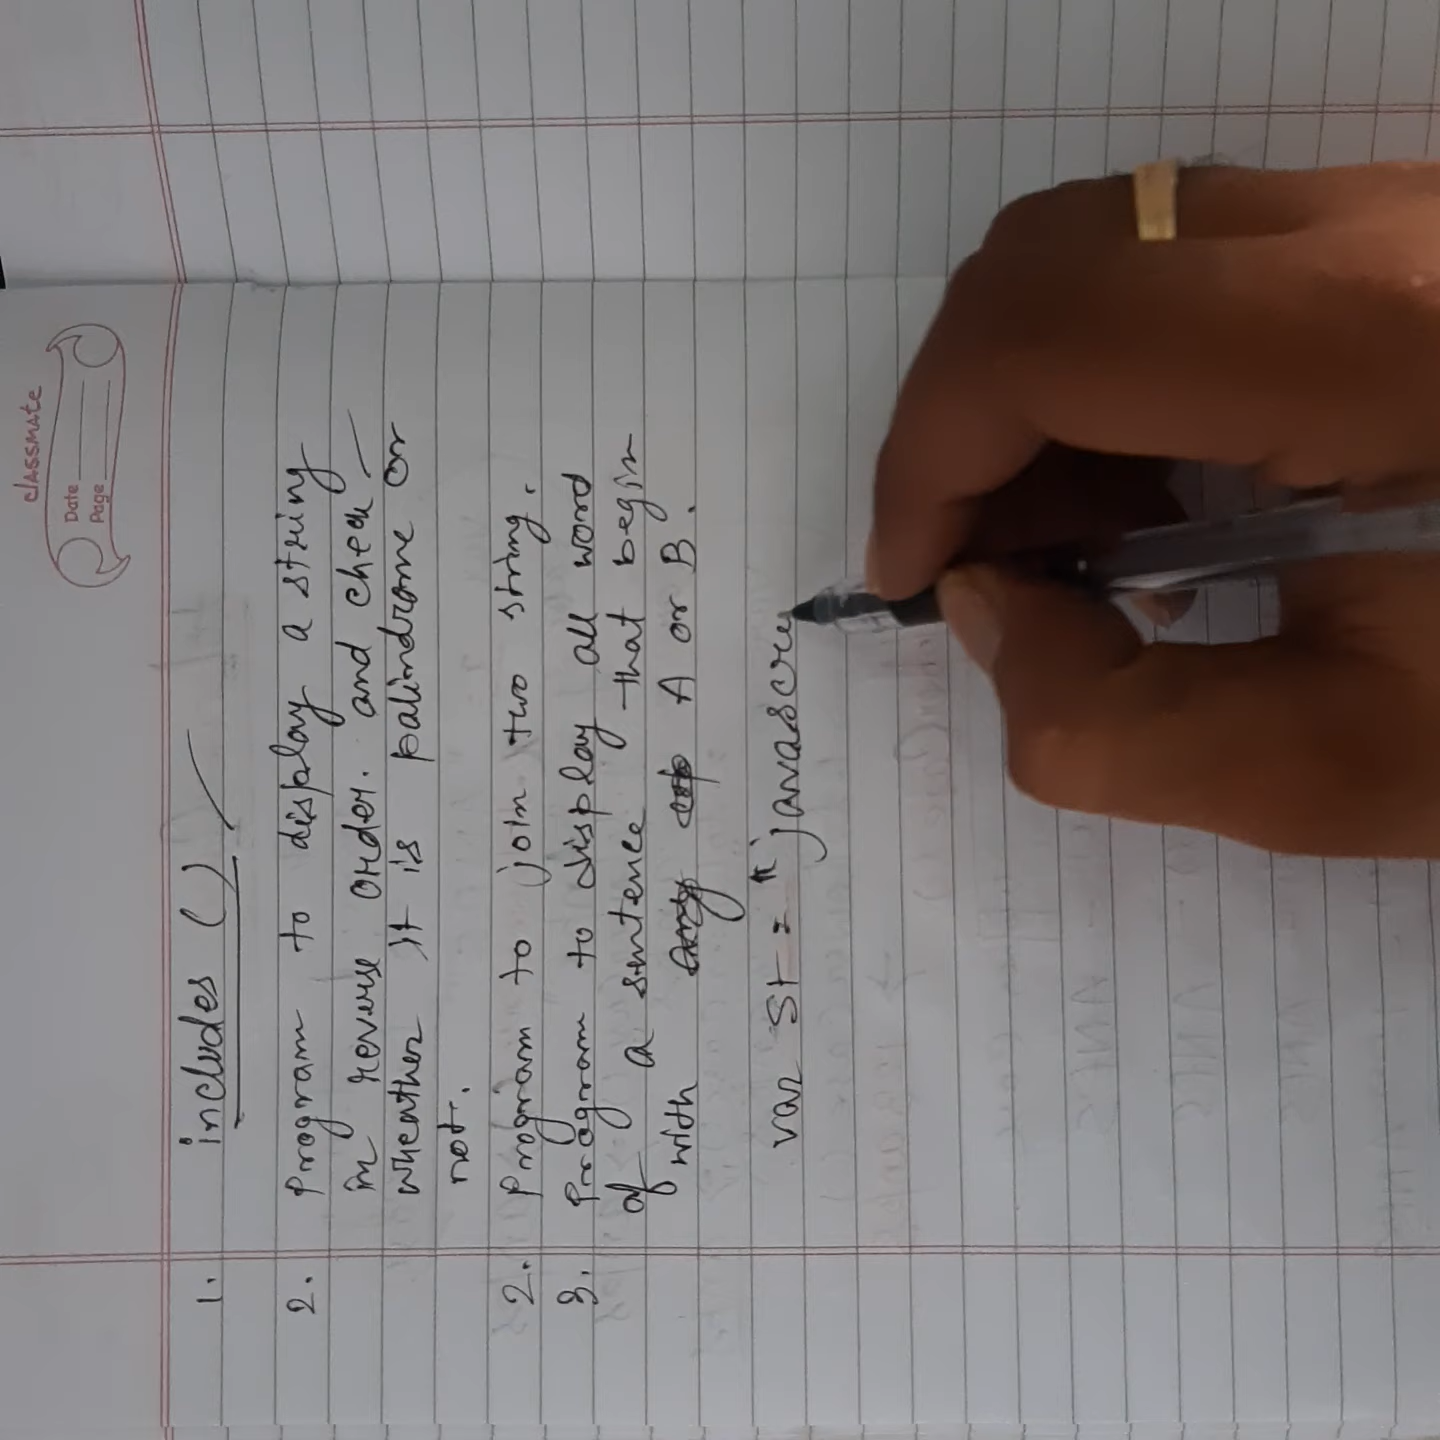 classmate
Date
Page
1. includes ()
2. Program to display a string
in reverse order. and check
wheather it is palindrome or
not.
2. Program to join two string.
3. Program to display all word
of a sentence that begin
with A or B.
var St = "javascri